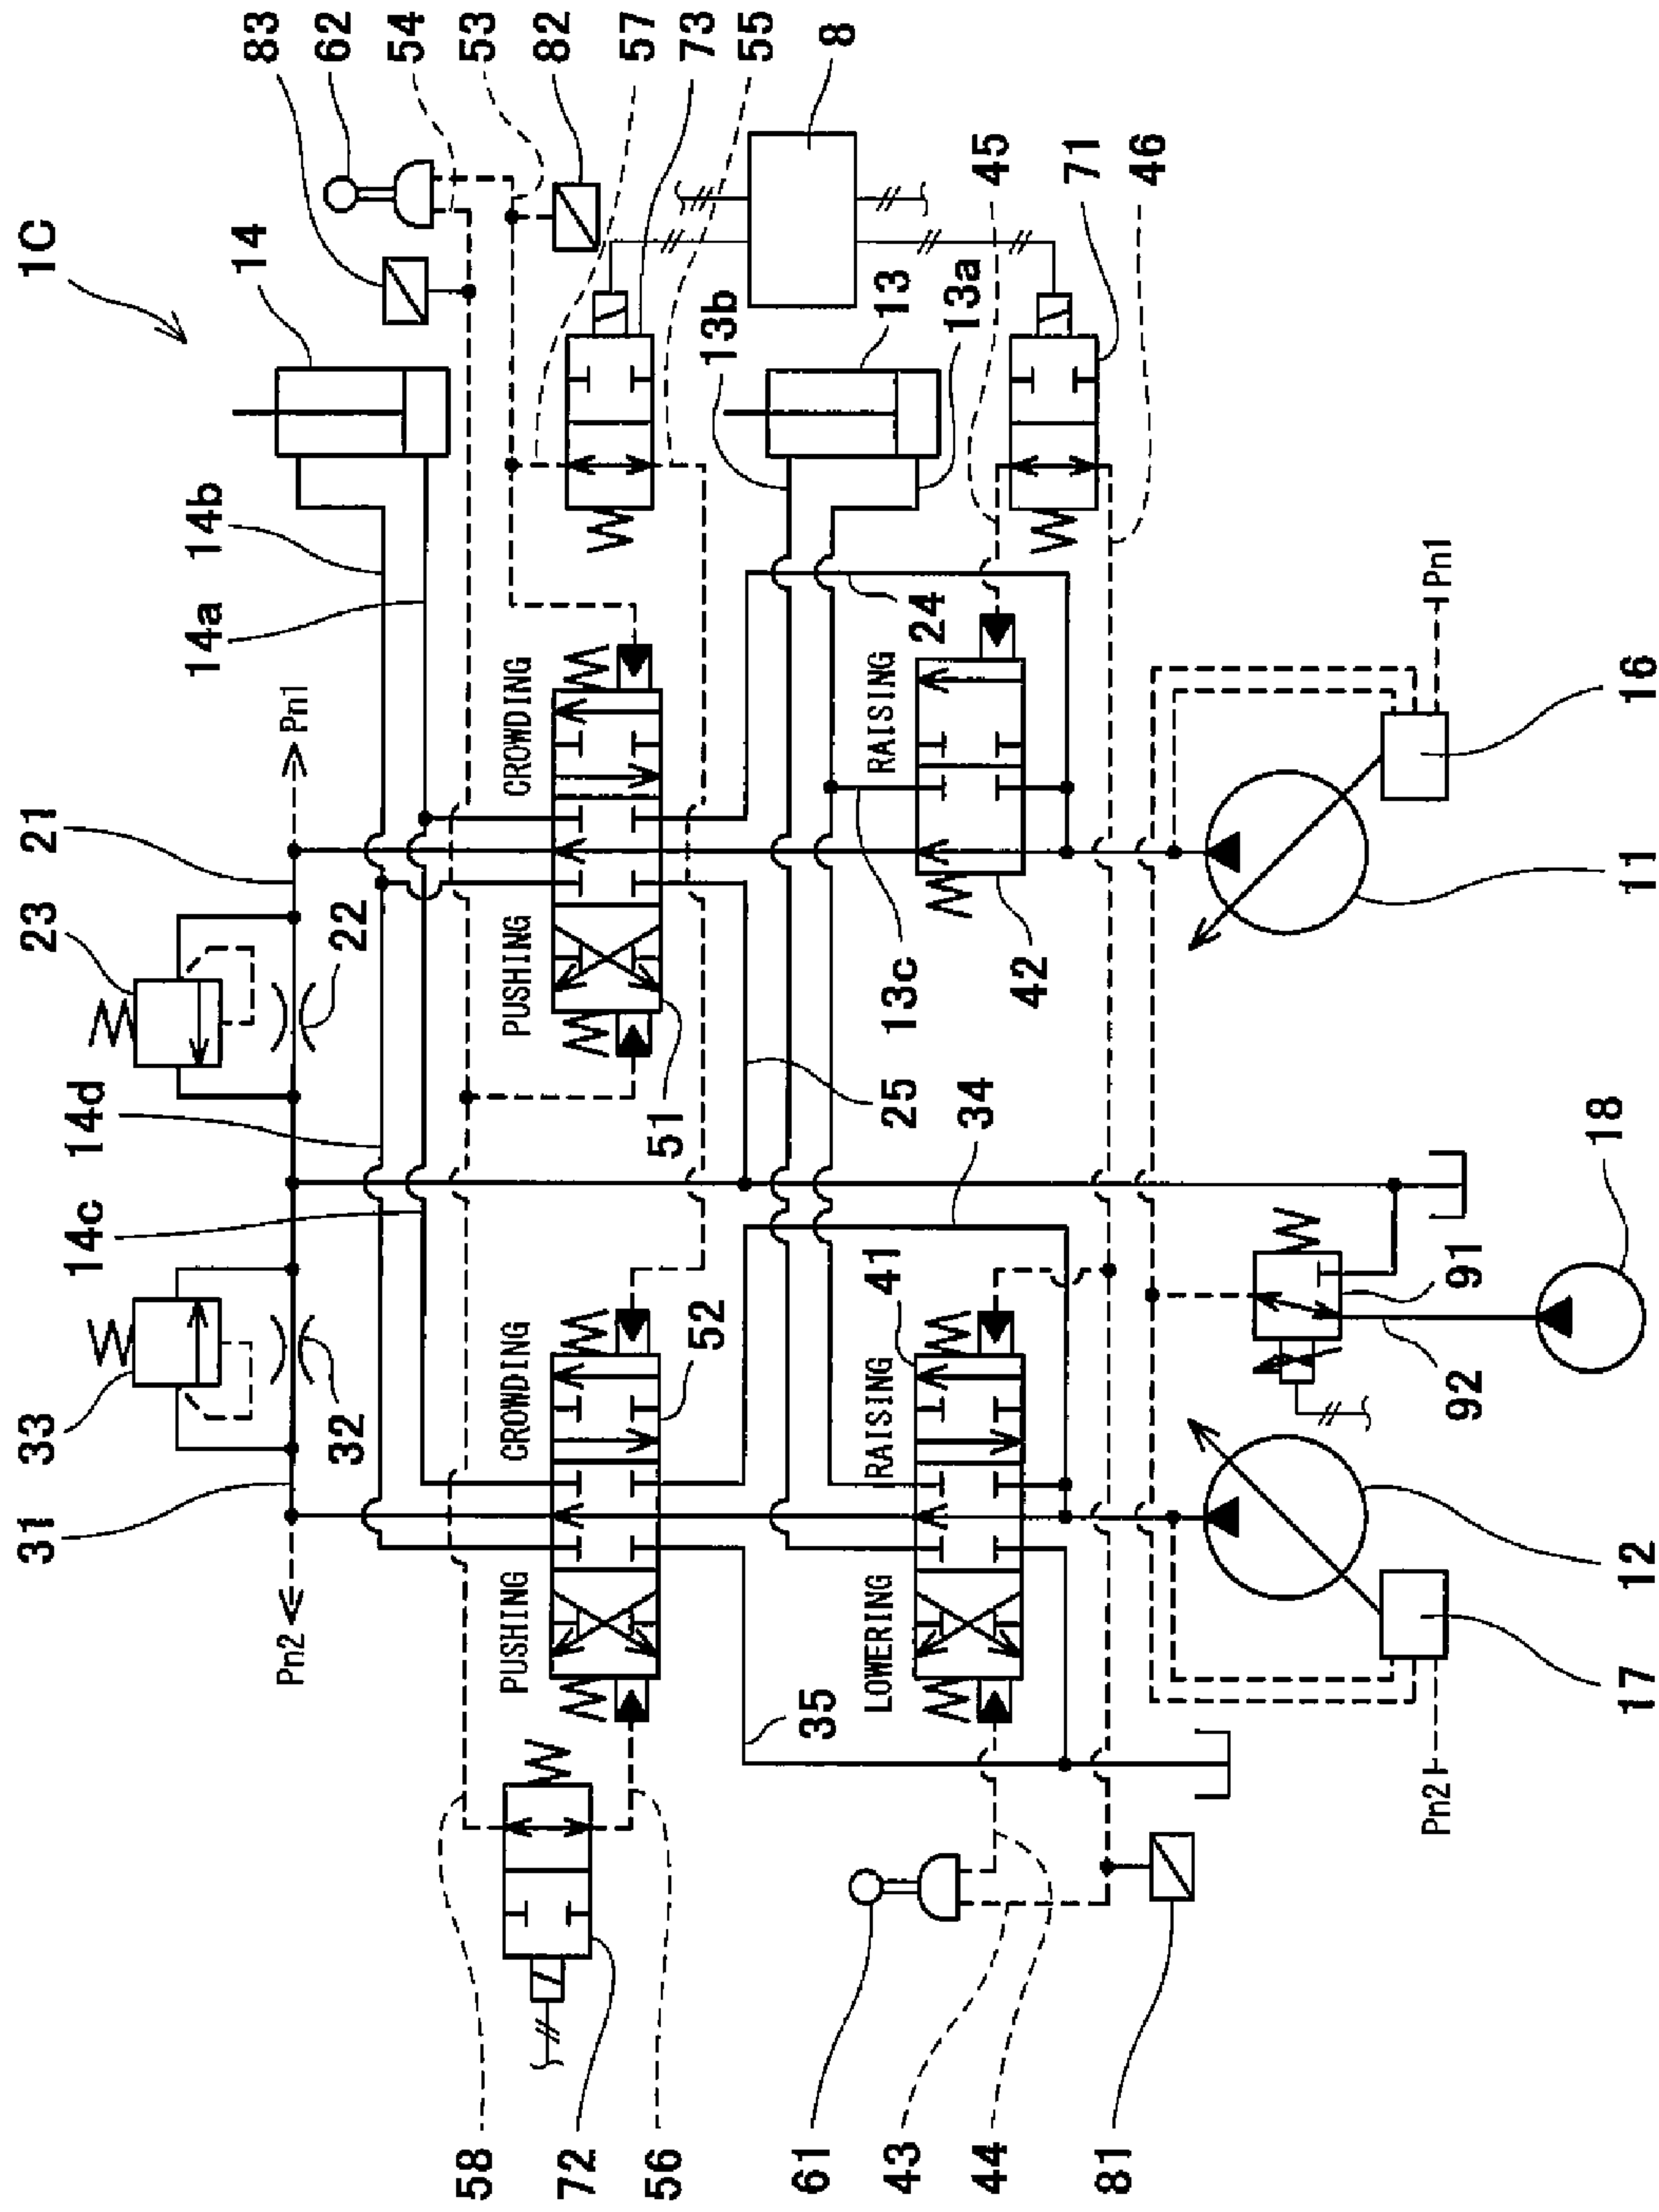 1C
83
62
54
53
82
57
73
55
8
14
14b
14a
45
71
46
13b
13
13a
21
Pn1
23
22
CROWDING
PUSHING
51
24
RAISING
13c
42
25
34
Pn1
16
11
14d
14c
33
32
31
Pn2
CROWDING
PUSHING
52
41
RAISING
LOWERING
35
18
91
92
12
17
Pn2
58
72
56
61
43
44
81